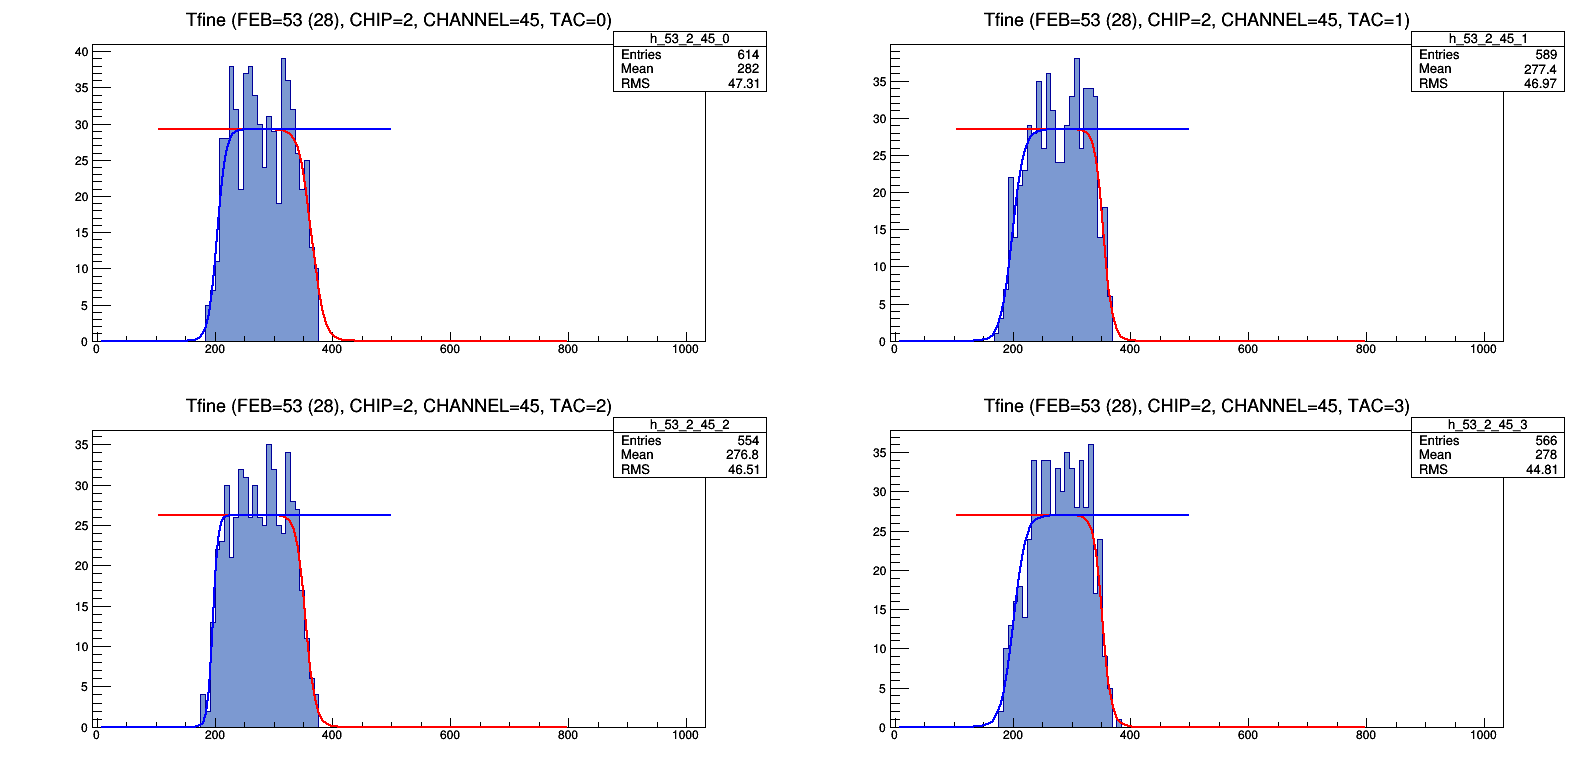 Tfine (FEB=53 (28), CHIP=2, CHANNEL=45, TAC=0)
h_53_2_45_0
Entries 614
Mean 282
RMS 47.31
40
35
30
25
20
15
10
5
0
0 200 400 600 800 1000
Tfine (FEB=53 (28), CHIP=2, CHANNEL=45, TAC=1)
h_53_2_45_1
Entries 589
Mean 277.4
RMS 46.97
35
30
25
20
15
10
5
0
0 200 400 600 800 1000
Tfine (FEB=53 (28), CHIP=2, CHANNEL=45, TAC=2)
h_53_2_45_2
Entries 554
Mean 276.8
RMS 46.51
35
30
25
20
15
10
5
0
0 200 400 600 800 1000
Tfine (FEB=53 (28), CHIP=2, CHANNEL=45, TAC=3)
h_53_2_45_3
Entries 566
Mean 278
RMS 44.81
35
30
25
20
15
10
5
0
0 200 400 600 800 1000